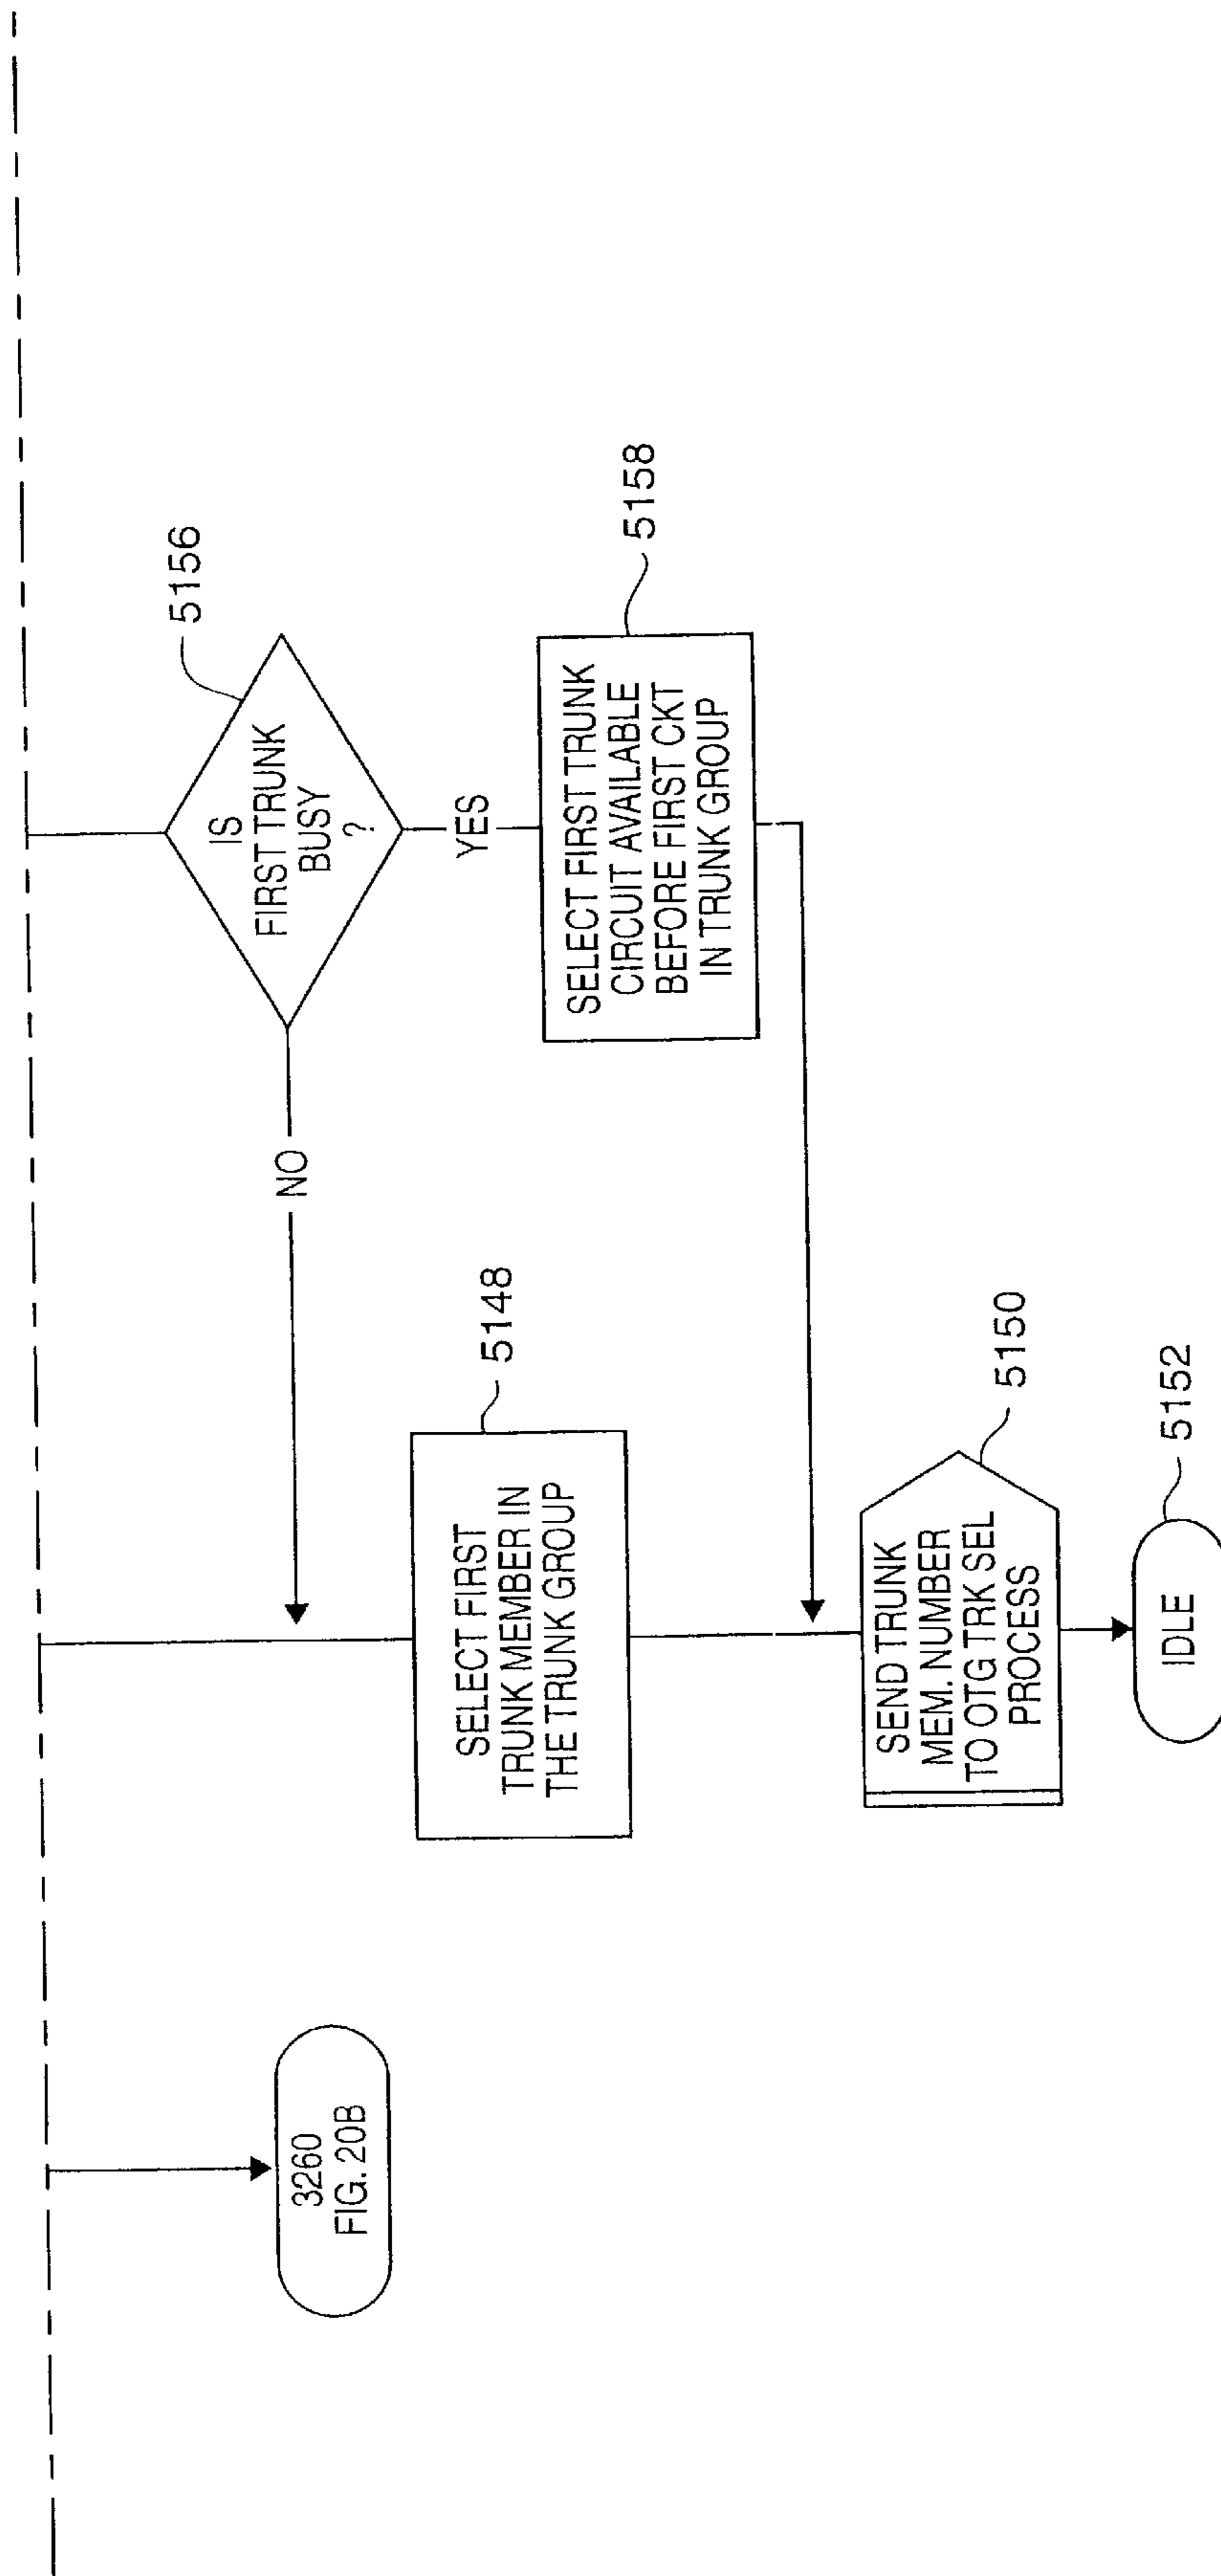 3260
FIG. 20B
IS
FIRST TRUNK
BUSY
?
5156
NO
YES
SELECT FIRST
TRUNK MEMBER IN
THE TRUNK GROUP
5148
SELECT FIRST TRUNK
CIRCUIT AVAILABLE
BEFORE FIRST CKT
IN TRUNK GROUP
5158
SEND TRUNK
MEM. NUMBER
TO OTG TRK SEL
PROCESS
5150
IDLE
5152